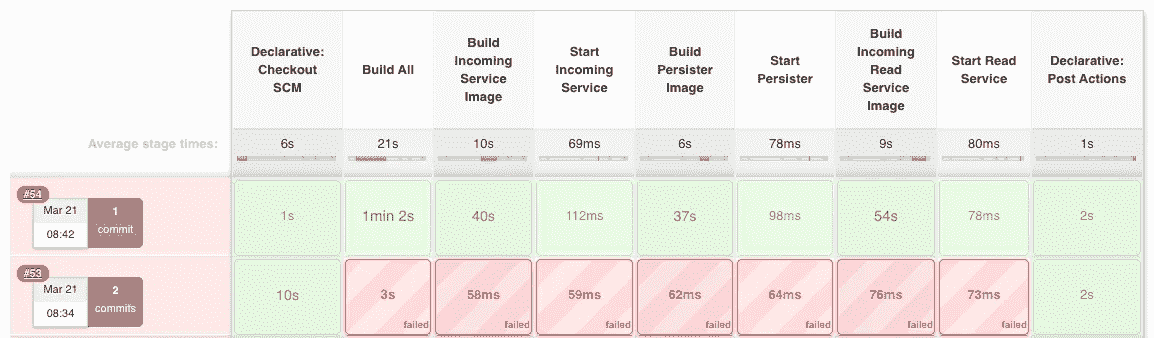 Declarative:
Checkout
SCM
Build All
Build
Incoming
Service
Image
Start
Incoming
Service
Build
Persister
Image
Start
Persister
Build
Incoming
Read
Service
Image
Start Read
Service
Declarative:
Post Actions
Average stage times:
6s
21s
10s
69ms
6s
78ms
9s
80ms
1s
#54
Mar 21
08:42
1
commit
1s
1min 2s
40s
112ms
37s
98ms
54s
78ms
2s
#53
Mar 21
08:34
2
commits
10s
3s
failed
58ms
failed
59ms
failed
62ms
failed
64ms
failed
76ms
failed
73ms
failed
2s